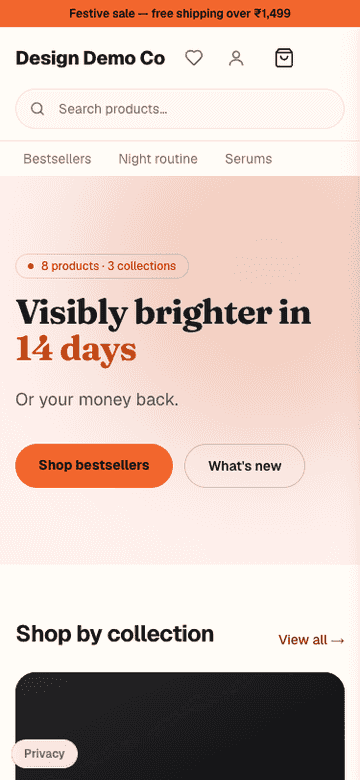 Festive sale — free shipping over ₹1,499
Design Demo Co
Search products...
Bestsellers Night routine Serums
8 products · 3 collections
Visibly brighter in
14 days
Or your money back.
Shop bestsellers What's new
Shop by collection View all →
Privacy